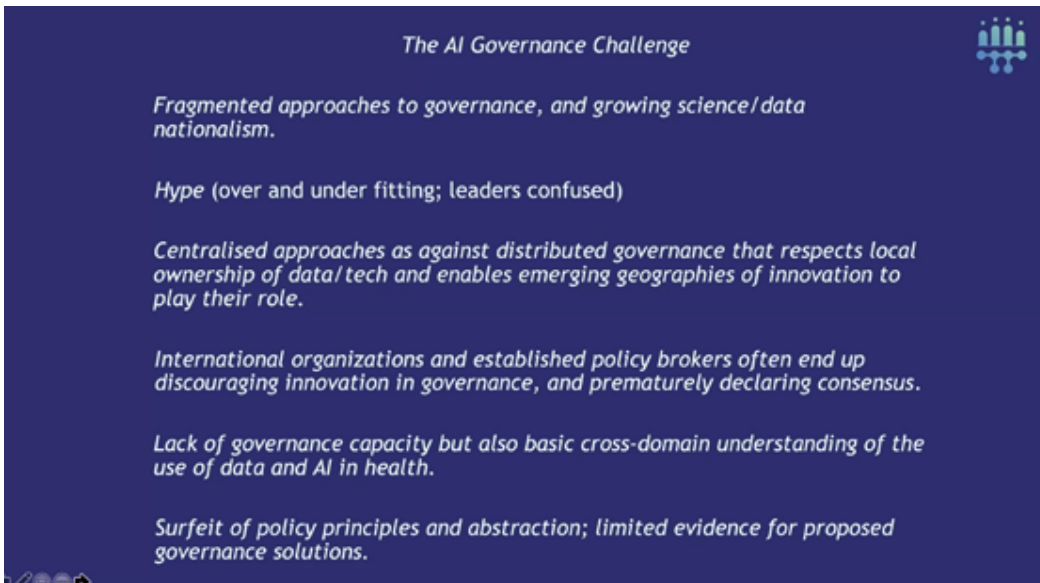 The AI Governance Challenge
Fragmented approaches to governance, and growing science/data
nationalism.
Hype (over and under fitting; leaders confused)
Centralised approaches as against distributed governance that respects local
ownership of data/tech and enables emerging geographies of innovation to
play their role.
International organizations and established policy brokers often end up
discouraging innovation in governance, and prematurely declaring consensus.
Lack of governance capacity but also basic cross-domain understanding of the
use of data and AI in health.
Surfeit of policy principles and abstraction; limited evidence for proposed
governance solutions.